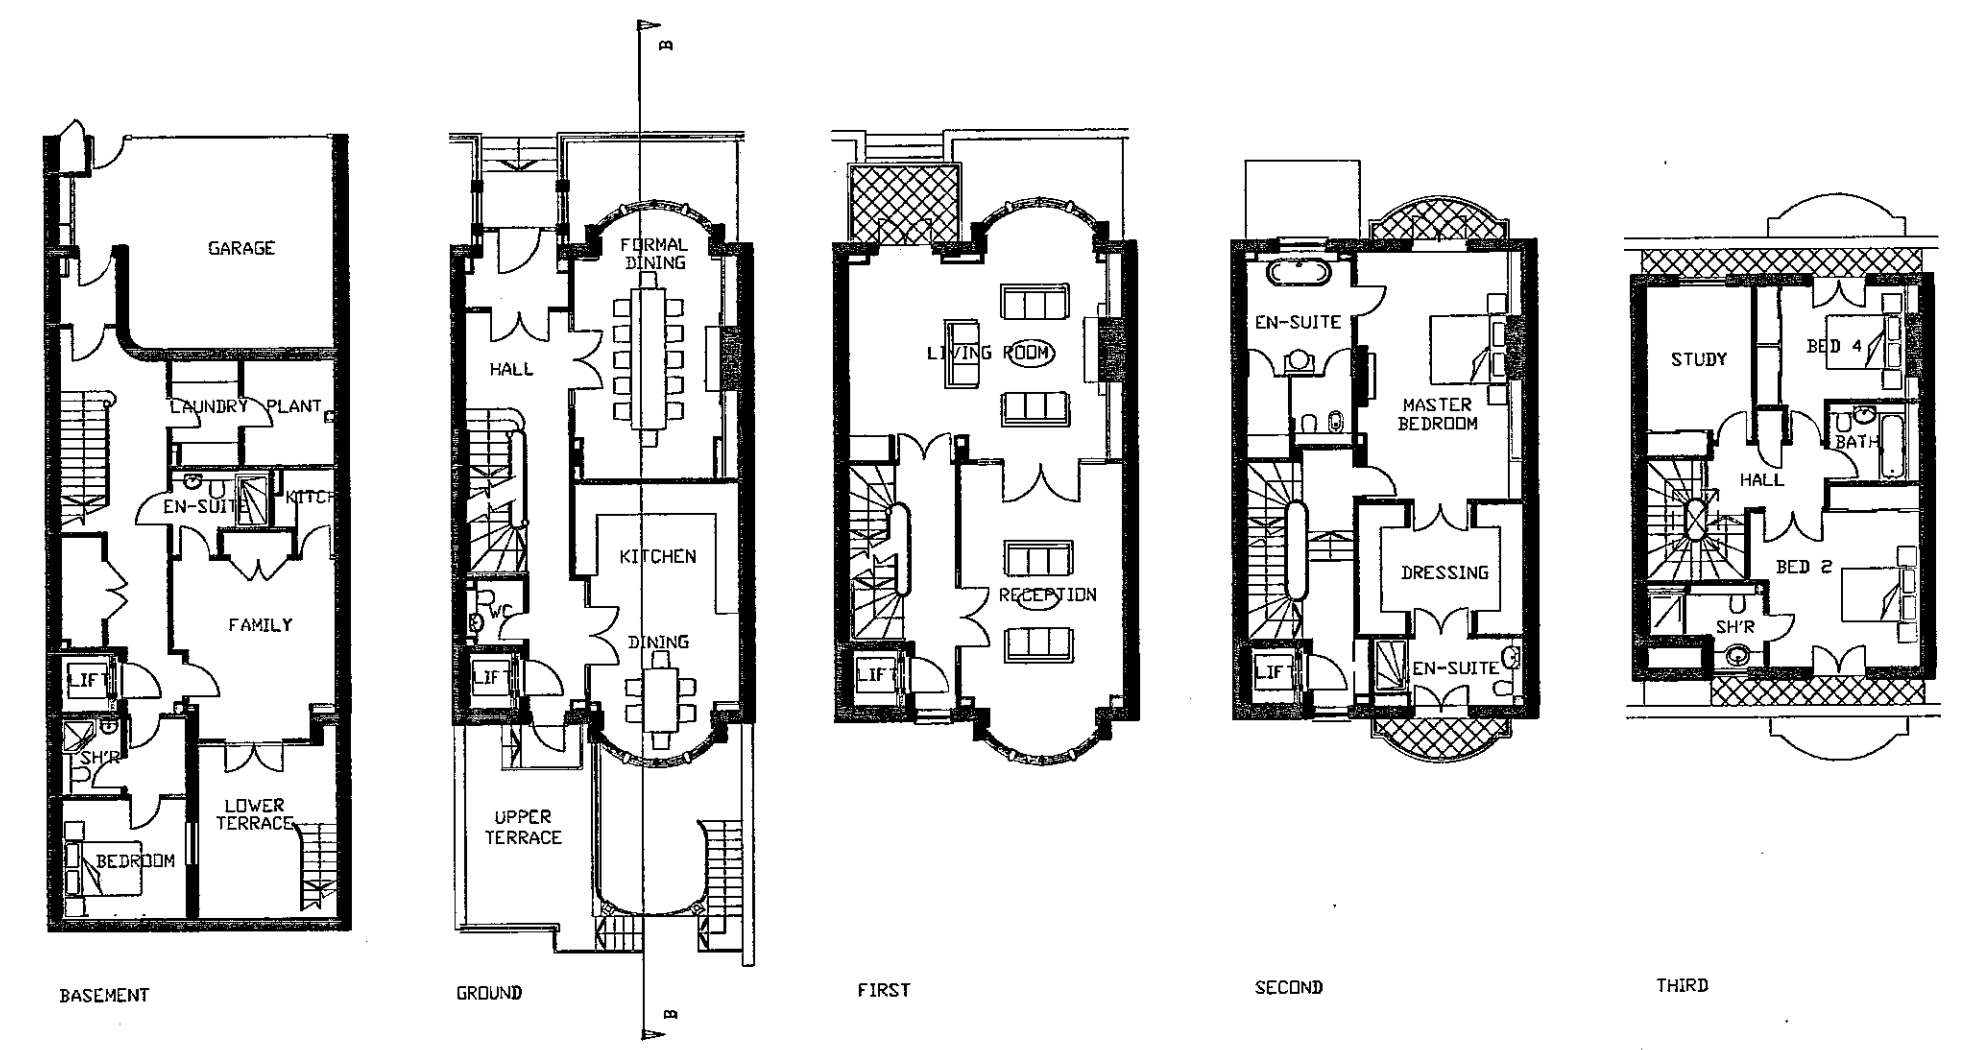 B
GARAGE
LAUNDRY
PLANT
EN-SUITE
KITCH
FAMILY
LIFT
SH'R
LOWER
TERRACE
BEDROOM
BASEMENT
FORMAL
DINING
HALL
KITCHEN
WC
DINING
LIFT
UPPER
TERRACE
GROUND
B
LIVING ROOM
RECEPTION
LIFT
FIRST
EN-SUITE
MASTER
BEDROOM
DRESSING
LIFT
EN-SUITE
SECOND
STUDY
BED 4
BATH
HALL
BED 2
SH'R
THIRD